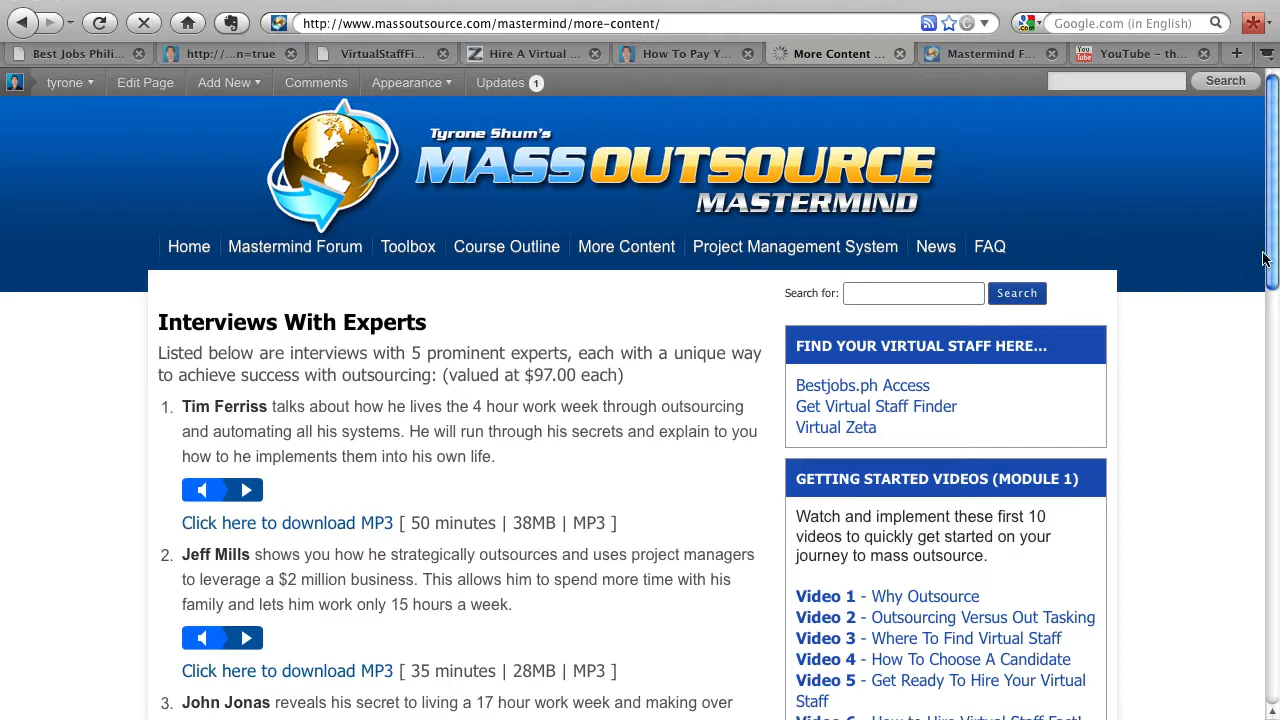 http://www.massoutsource.com/mastermind/more-content/
Google.com (in English)
Best Jobs Phili...
http://...n=true
VirtualStaffFi...
Hire A Virtual ...
How To Pay Y...
More Content ...
Mastermind F...
YouTube - th...
tyrone
Edit Page
Add New
Comments
Appearance
Updates 1
Search
Tyrone Shum's
MASS OUTSOURCE
MASTERMIND
Home
Mastermind Forum
Toolbox
Course Outline
More Content
Project Management System
News
FAQ
Search for:
Search
Interviews With Experts
Listed below are interviews with 5 prominent experts, each with a unique way
to achieve success with outsourcing: (valued at $97.00 each)
1. Tim Ferriss talks about how he lives the 4 hour work week through outsourcing
and automating all his systems. He will run through his secrets and explain to you
how to he implements them into his own life.
Click here to download MP3 [ 50 minutes | 38MB | MP3 ]
2. Jeff Mills shows you how he strategically outsources and uses project managers
to leverage a $2 million business. This allows him to spend more time with his
family and lets him work only 15 hours a week.
Click here to download MP3 [ 35 minutes | 28MB | MP3 ]
3. John Jonas reveals his secret to living a 17 hour work week and making over
FIND YOUR VIRTUAL STAFF HERE...
Bestjobs.ph Access
Get Virtual Staff Finder
Virtual Zeta
GETTING STARTED VIDEOS (MODULE 1)
Watch and implement these first 10
videos to quickly get started on your
journey to mass outsource.
Video 1 - Why Outsource
Video 2 - Outsourcing Versus Out Tasking
Video 3 - Where To Find Virtual Staff
Video 4 - How To Choose A Candidate
Video 5 - Get Ready To Hire Your Virtual
Staff
Video 6 - How to Hire Virtual Staff Fast!